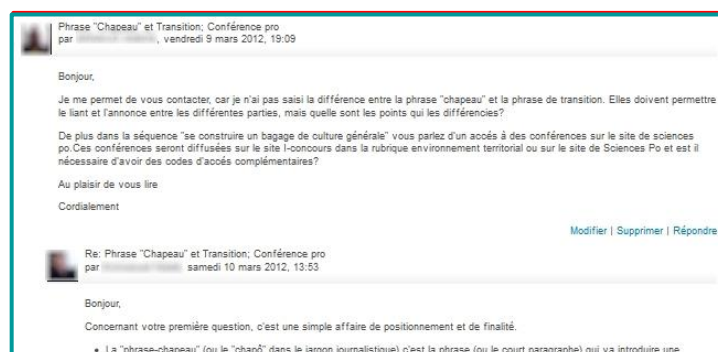 Phrase "Chapeau" et Transition; Conférence pro
par , vendredi 9 mars 2012, 19:09
Bonjour,
Je me permet de vous contacter, car je n'ai pas saisi la différence entre la phrase "chapeau" et la phrase de transition. Elles doivent permettre
le liant et l'annonce entre les différentes parties, mais quelle sont les points qui les différencies?
De plus dans la séquence "se construire un bagage de culture générale" vous parlez d'un accés à des conférences sur le site de sciences
po.Ces conférences seront diffusées sur le site I-concours dans la rubrique environnement territorial ou sur le site de Sciences Po et est il
nécessaire d'avoir des codes d'accés complémentaires?
Au plaisir de vous lire
Cordialement
Modifier | Supprimer | Répondre
Re: Phrase "Chapeau" et Transition; Conférence pro
par samedi 10 mars 2012, 13:53
Bonjour,
Concernant votre première question, c'est une simple affaire de positionnement et de finalité.
• La "phrase-chapeau" (ou le "chapô" dans le jargon journalistique) c'est la phrase (ou le court paragraphe) qui va introduire une